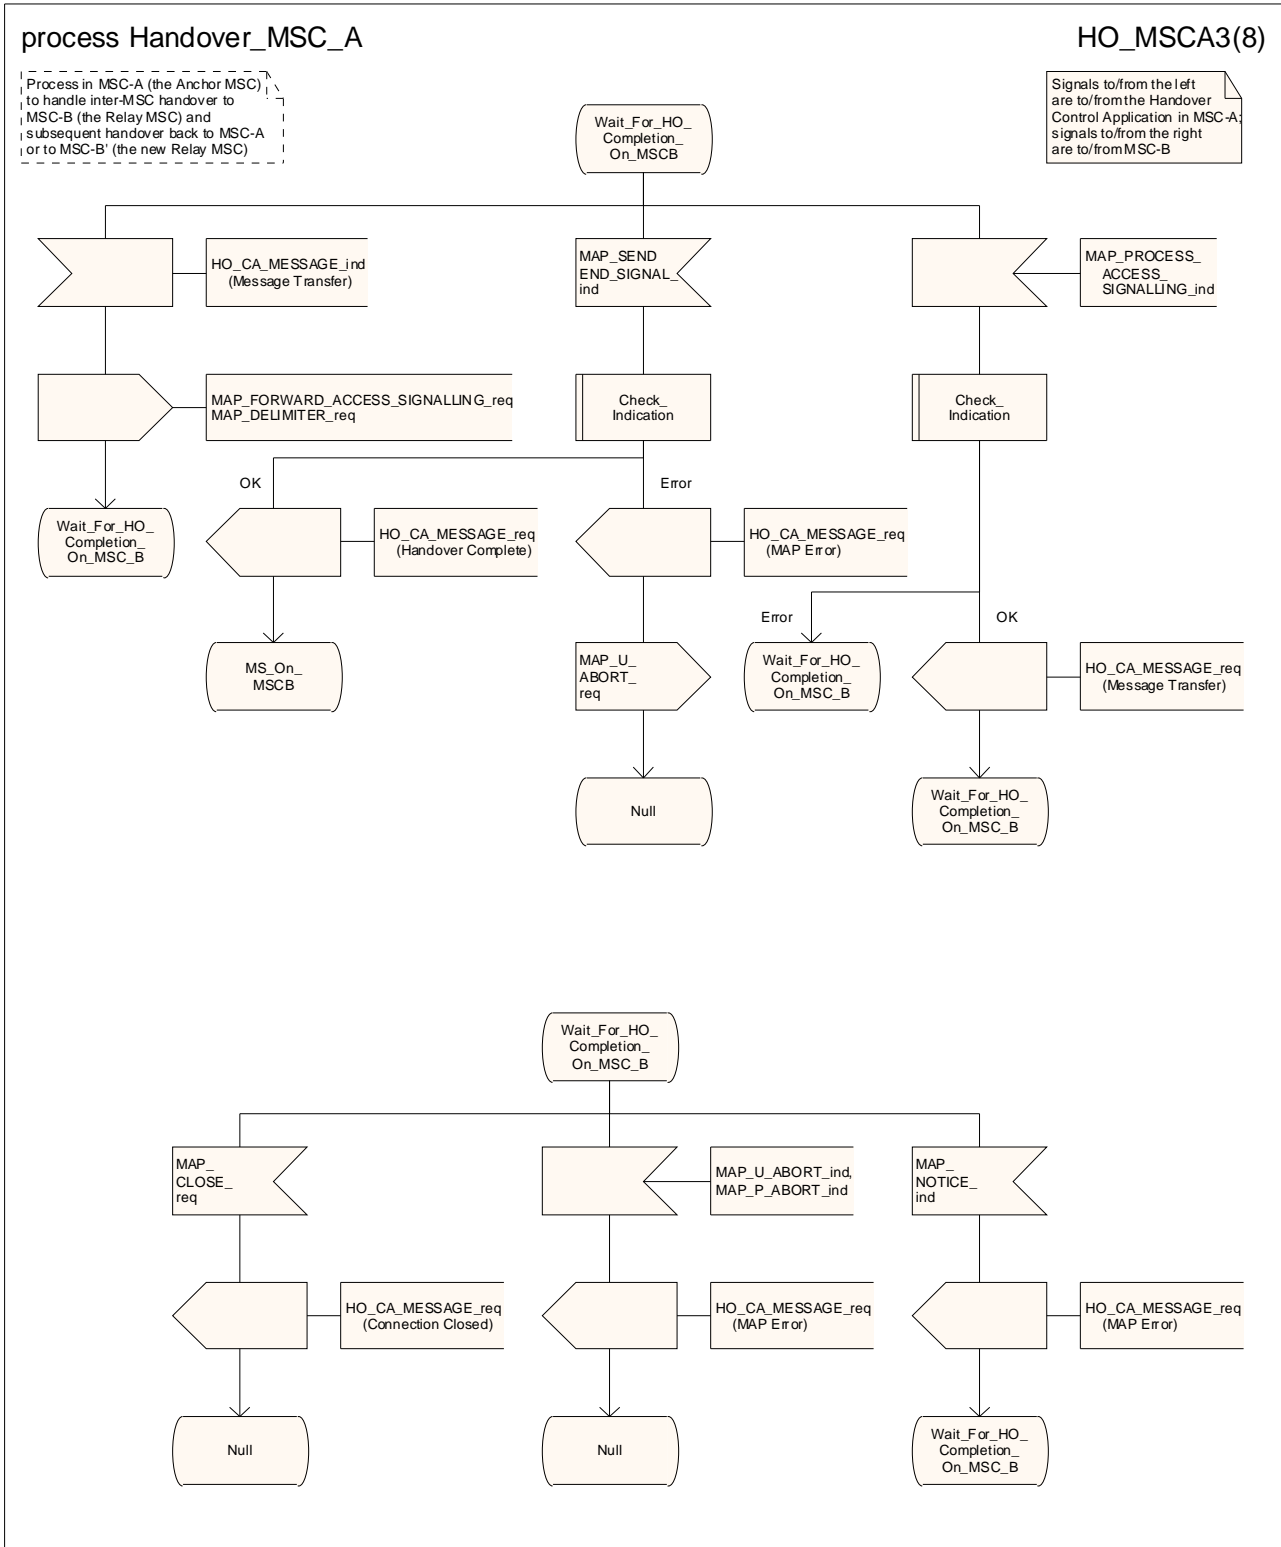 process Handover_MSC_A
HO_MSCA3(8)
Process in MSC-A (the Anchor MSC)
to handle inter-MSC handover to
MSC-B (the Relay MSC) and
subsequent handover back to MSC-A
or to MSC-B' (the new Relay MSC)
Signals to/from the left
are to/from the Handover
Control Application in MSC-A;
signals to/from the right
are to/from MSC-B
Wait_For_HO_
Completion_
On_MSCB
HO_CA_MESSAGE_ind
(Message Transfer)
MAP_SEND
END_SIGNAL_
ind
MAP_PROCESS_
ACCESS_
SIGNALLING_ind
MAP_FORWARD_ACCESS_SIGNALLING_req
MAP_DELIMITER_req
Check_
Indication
Check_
Indication
OK
Error
Wait_For_HO_
Completion_
On_MSC_B
HO_CA_MESSAGE_req
(Handover Complete)
HO_CA_MESSAGE_req
(MAP Error)
Error
OK
MS_On_
MSCB
MAP_U_
ABORT_
req
Wait_For_HO_
Completion_
On_MSC_B
HO_CA_MESSAGE_req
(Message Transfer)
Null
Wait_For_HO_
Completion_
On_MSC_B
Wait_For_HO_
Completion_
On_MSC_B
MAP_
CLOSE_
req
MAP_U_ABORT_ind,
MAP_P_ABORT_ind
MAP_
NOTICE_
ind
HO_CA_MESSAGE_req
(Connection Closed)
HO_CA_MESSAGE_req
(MAP Error)
HO_CA_MESSAGE_req
(MAP Error)
Null
Null
Wait_For_HO_
Completion_
On_MSC_B